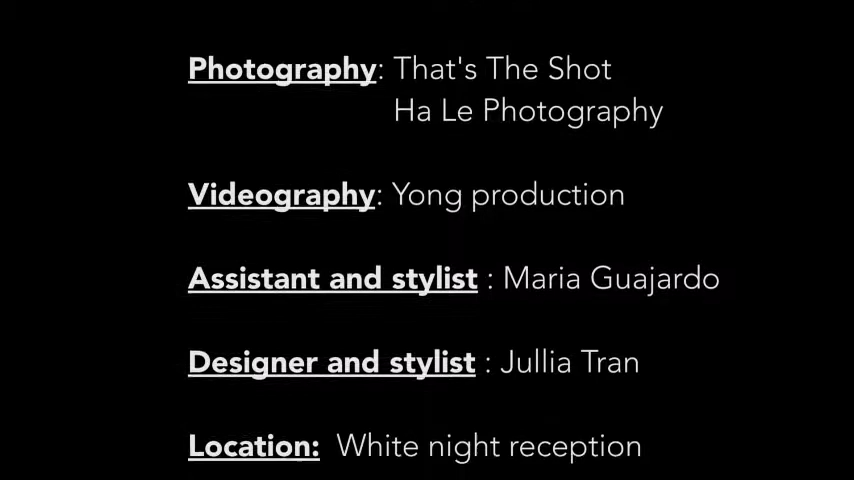 Photography: That's The Shot
Ha Le Photography
Videography: Yong production
Assistant and stylist : Maria Guajardo
Designer and stylist : Jullia Tran
Location: White night reception